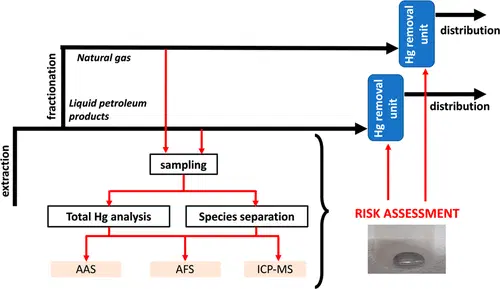 Hg removal
unit
distribution
fractionation
Natural gas
Liquid petroleum
products
Hg removal
unit
distribution
extraction
sampling
Total Hg analysis
Species separation
RISK ASSESSMENT
AAS
AFS
ICP-MS